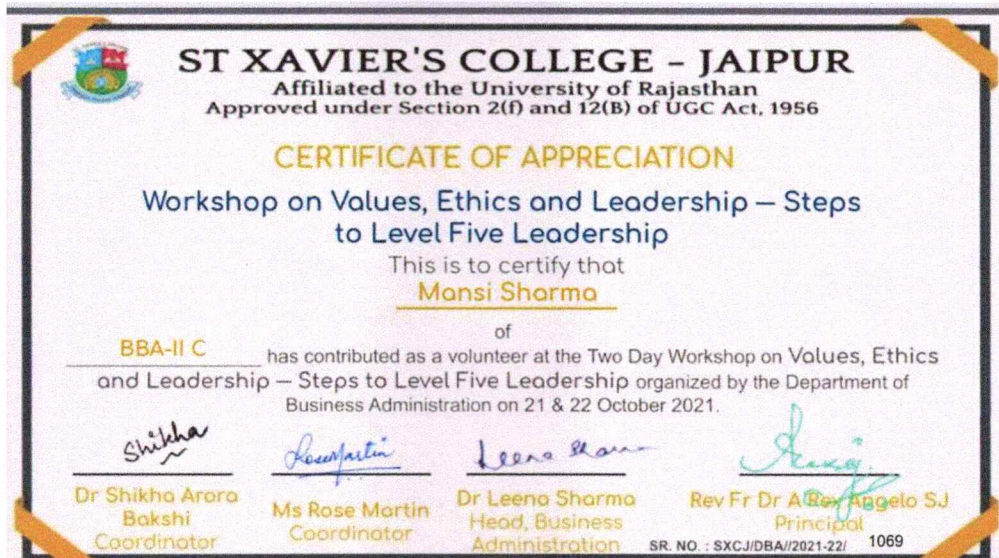 ST XAVIER'S COLLEGE - JAIPUR
Affiliated to the University of Rajasthan
Approved under Section 2(f) and 12(B) of UGC Act, 1956
CERTIFICATE OF APPRECIATION
Workshop on Values, Ethics and Leadership – Steps
to Level Five Leadership
This is to certify that
Mansi Sharma
of
BBA-II C has contributed as a volunteer at the Two Day Workshop on Values, Ethics
and Leadership – Steps to Level Five Leadership organized by the Department of
Business Administration on 21 & 22 October 2021.
Shikha RoseMartin Leena Sharma
Dr Shikha Arora Bakshi Coordinator
Ms Rose Martin Coordinator
Dr Leena Sharma Head, Business Administration
Rev Fr Dr A Rex Angelo SJ Principal
SR. NO. : SXCJ/DBA//2021-22/ 1069